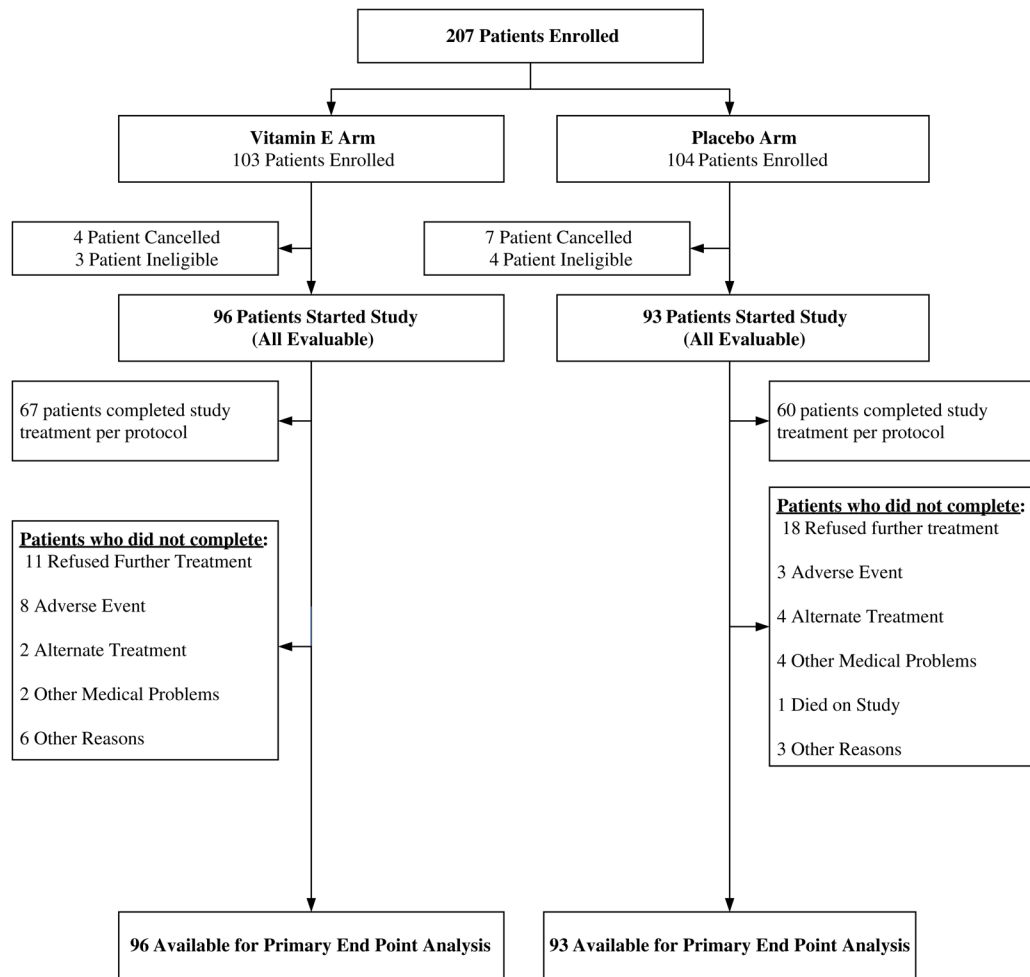 207 Patients Enrolled
Vitamin E Arm
103 Patients Enrolled
Placebo Arm
104 Patients Enrolled
4 Patient Cancelled
3 Patient Ineligible
7 Patient Cancelled
4 Patient Ineligible
96 Patients Started Study
(All Evaluable)
93 Patients Started Study
(All Evaluable)
67 patients completed study
treatment per protocol
60 patients completed study
treatment per protocol
Patients who did not complete:
11 Refused Further Treatment
8 Adverse Event
2 Alternate Treatment
2 Other Medical Problems
6 Other Reasons
Patients who did not complete:
18 Refused further treatment
3 Adverse Event
4 Alternate Treatment
4 Other Medical Problems
1 Died on Study
3 Other Reasons
96 Available for Primary End Point Analysis
93 Available for Primary End Point Analysis